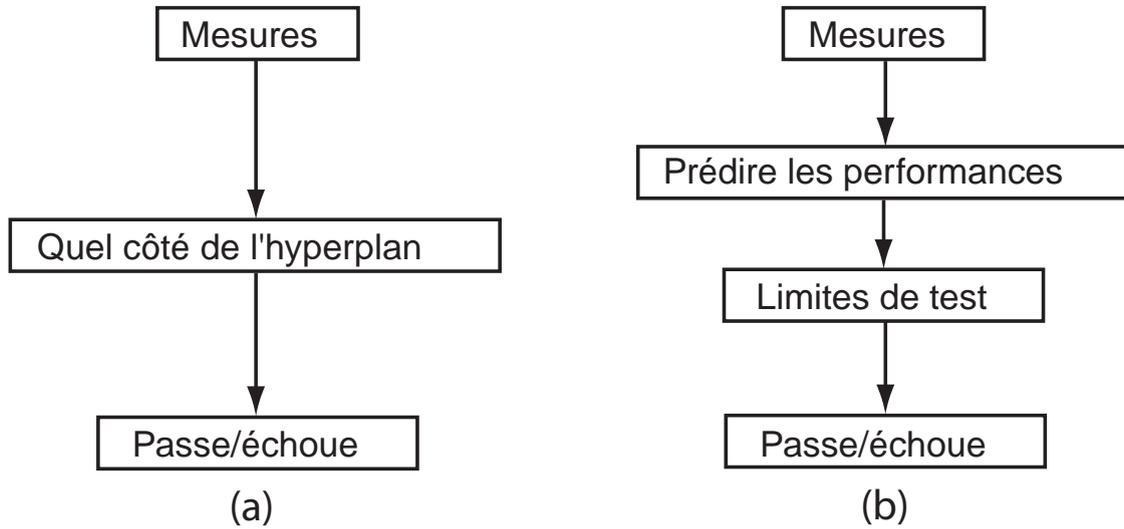 Mesures
Quel côté de l'hyperplan
Passe/échoue
(a)
Mesures
Prédire les performances
Limites de test
Passe/échoue
(b)